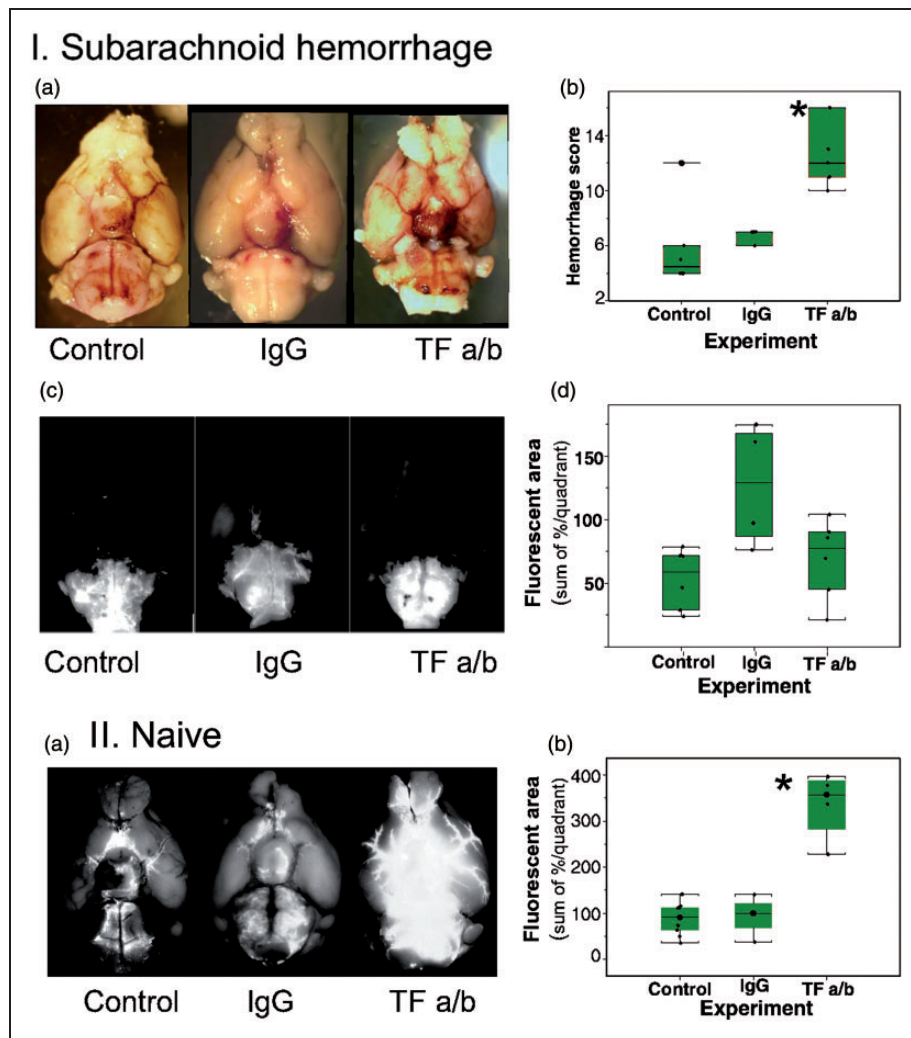 I. Subarachnoid hemorrhage
(a)
Control IgG TF a/b
(b)
*
Hemorrhage score
14
10
6
2
Control IgG TF a/b
Experiment
(c)
Control IgG TF a/b
(d)
Fluorescent area
(sum of %/quadrant)
150
100
50
Control IgG TF a/b
Experiment
(a) II. Naive
Control IgG TF a/b
(b)
*
Fluorescent area
(sum of %/quadrant)
400
300
200
100
0
Control IgG TF a/b
Experiment